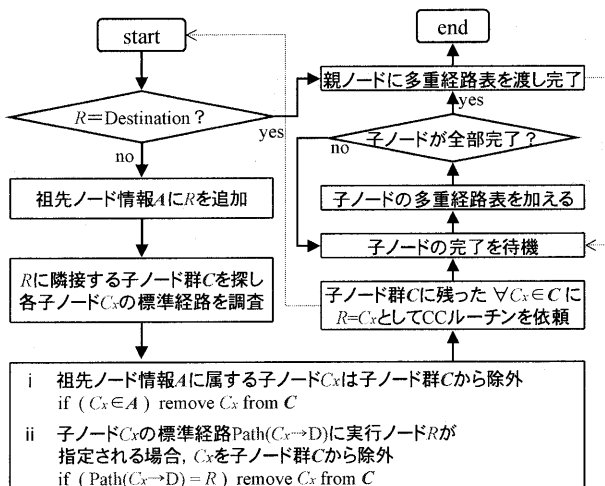 start
R＝Destination？
yes
no
祖先ノード情報AにRを追加
Rに隣接する子ノード群Cを探し
各子ノードCxの標準経路を調査
i 祖先ノード情報Aに属する子ノードCxは子ノード群Cから除外
if ( Cx∈A ) remove Cx from C
ii 子ノードCxの標準経路Path(Cx→D)に実行ノードRが
指定される場合, Cxを子ノード群Cから除外
if ( Path(Cx→D) = R ) remove Cx from C
子ノード群Cに残った ∀Cx∈C に
R=CxとしてCCルーチンを依頼
子ノードの完了を待機
子ノードの多重経路表を加える
子ノードが全部完了？
no
yes
親ノードに多重経路表を渡し完了
end